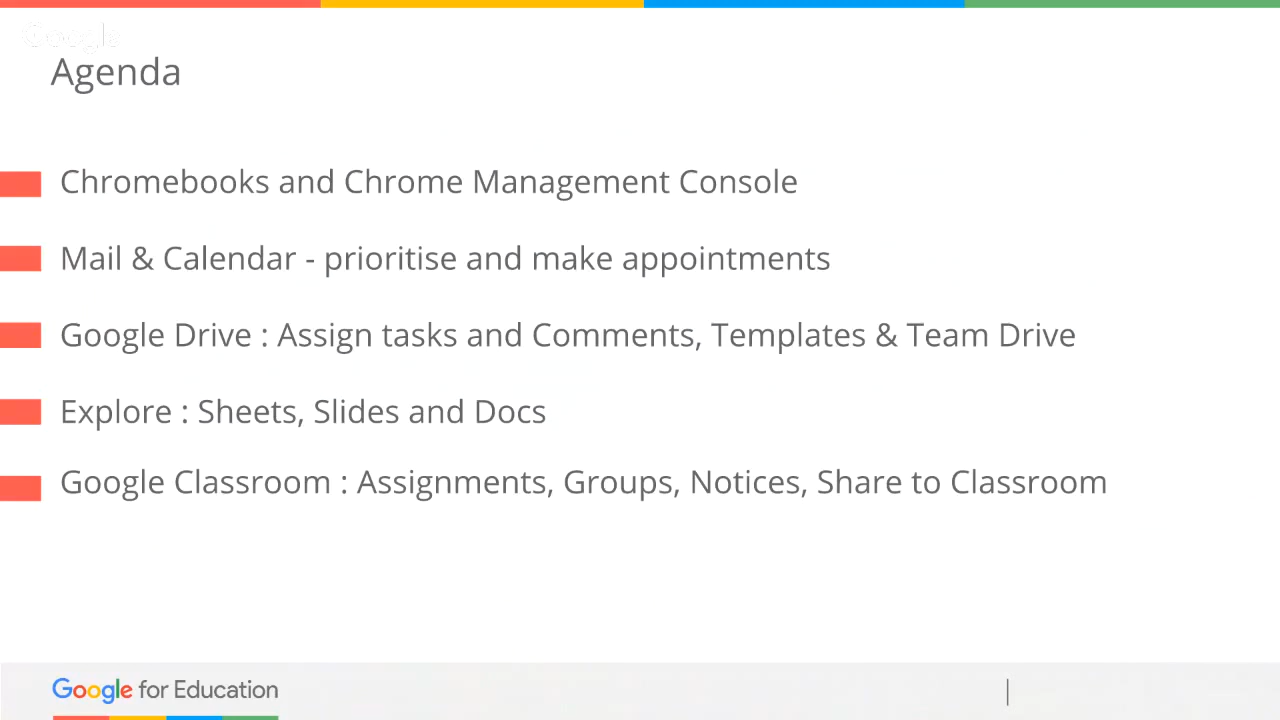 Google
Agenda
Chromebooks and Chrome Management Console
Mail & Calendar - prioritise and make appointments
Google Drive : Assign tasks and Comments, Templates & Team Drive
Explore : Sheets, Slides and Docs
Google Classroom : Assignments, Groups, Notices, Share to Classroom
Google for Education